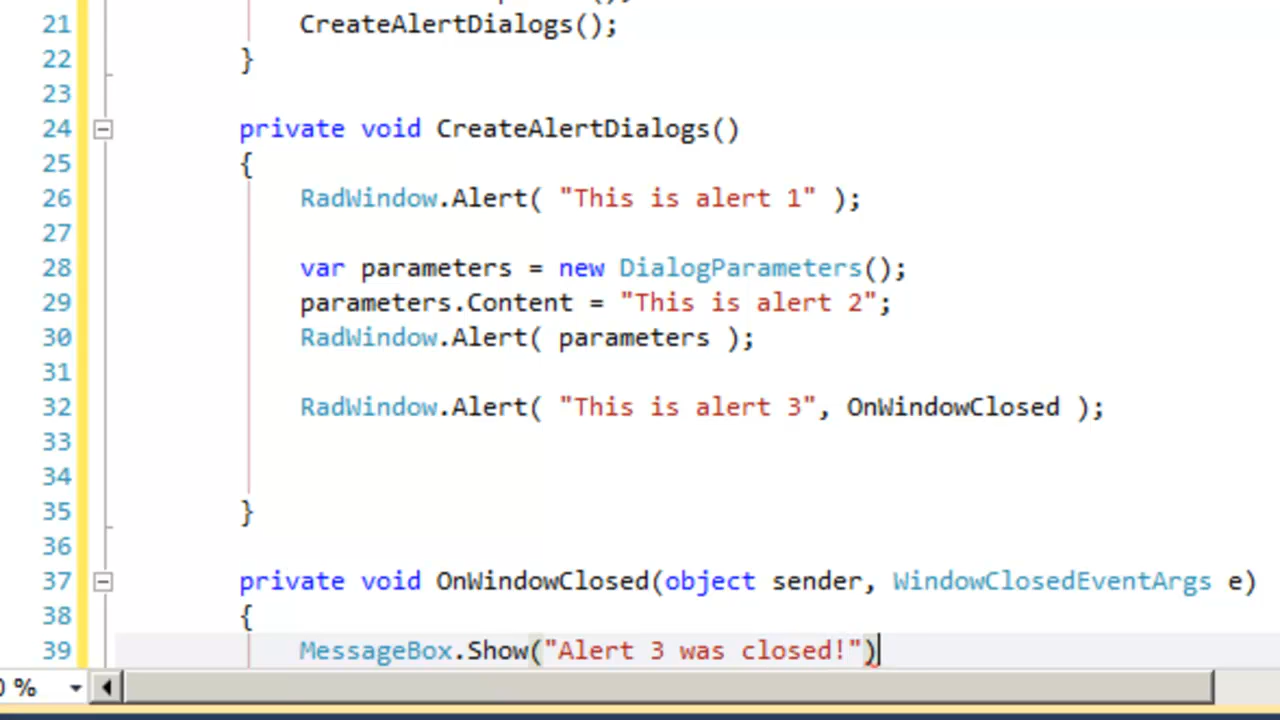 21 CreateAlertDialogs();
22 }
23
24 private void CreateAlertDialogs()
25 {
26 RadWindow.Alert( "This is alert 1" );
27
28 var parameters = new DialogParameters();
29 parameters.Content = "This is alert 2";
30 RadWindow.Alert( parameters );
31
32 RadWindow.Alert( "This is alert 3", OnWindowClosed );
33
34
35 }
36
37 private void OnWindowClosed(object sender, WindowClosedEventArgs e)
38 {
39 MessageBox.Show("Alert 3 was closed!")
0 %